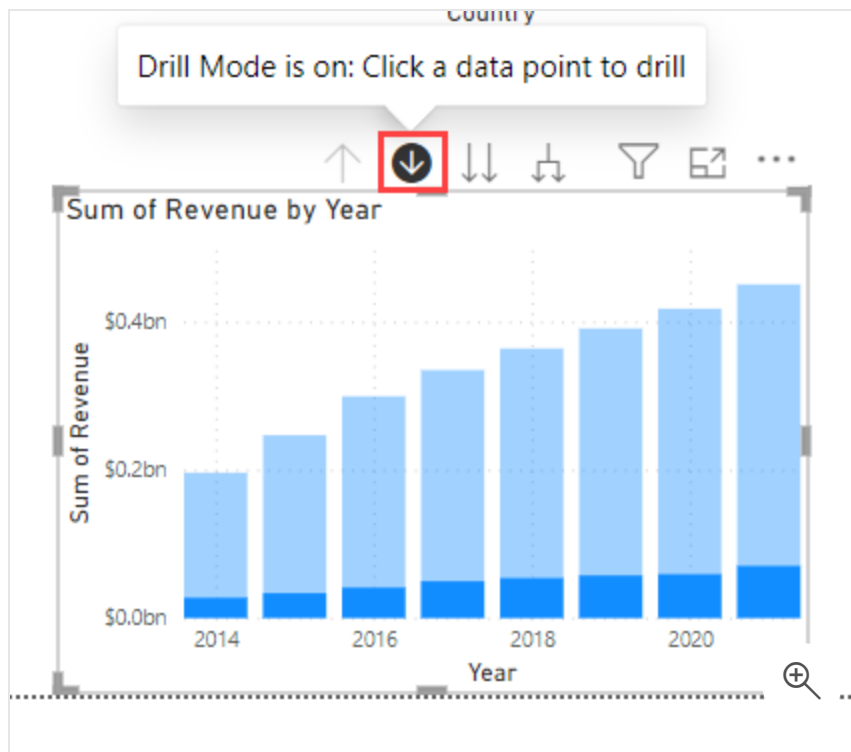 Country
Drill Mode is on: Click a data point to drill
Sum of Revenue by Year
Sum of Revenue
$0.4bn
$0.2bn
$0.0bn
2014
2016
2018
2020
Year